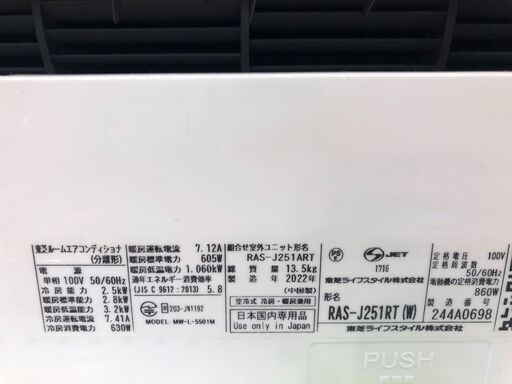 東芝ルームエアコンディショナ
(分離形)
電 源
単相 100V 50/60Hz
冷房能力 2.5kW
暖房標準能力 2.8kW
暖房低温能力 3.2kW
冷房運転電流 7.41A
冷房消費電力 630W
暖房運転電流 7.12A
暖房標準電力 605W
暖房低温電力 1.060kW
通年エネルギー消費効率
(JIS C 9612:2013) 5.8
203-JN1192
MODEL: MW-L-5501M
組合せ室外ユニット形名
RAS-J251ART
総質量 13.5kg
製造 2022年
(中国製)
空冷式 冷房・暖房兼用
日本国内専用品
Use only in Japan
PS
E
JET
1716
東芝ライフスタイル株式会社
形名
RAS-J251RT(W)
定格電圧 100V
定格周波数
50/60Hz
電動機の定格消費電力
860W
製造番号
244A0698
東芝ライフスタイル株式会社
PUSH